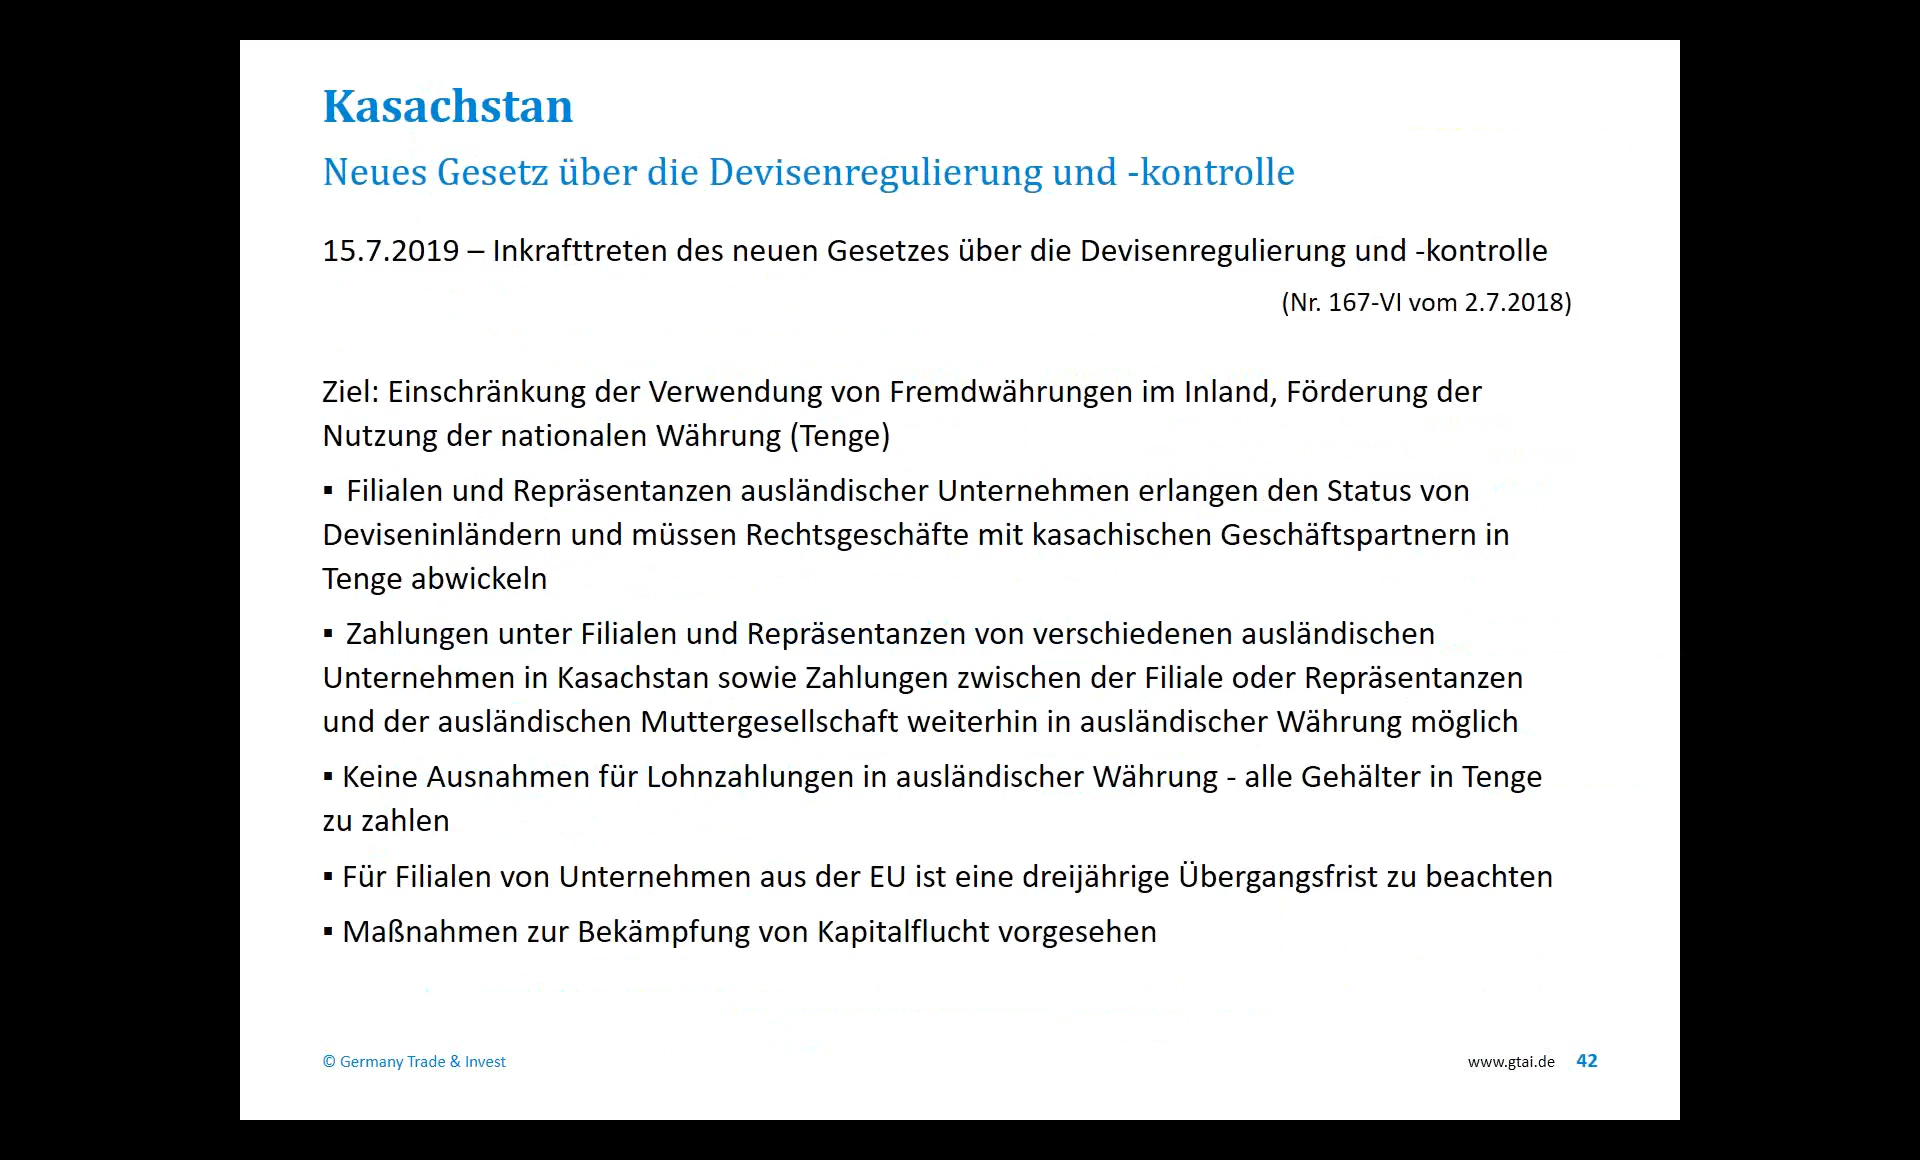 Kasachstan
Neues Gesetz über die Devisenregulierung und -kontrolle
15.7.2019 – Inkrafttreten des neuen Gesetzes über die Devisenregulierung und -kontrolle
(Nr. 167-VI vom 2.7.2018)
Ziel: Einschränkung der Verwendung von Fremdwährungen im Inland, Förderung der
Nutzung der nationalen Währung (Tenge)
▪ Filialen und Repräsentanzen ausländischer Unternehmen erlangen den Status von
Deviseninländern und müssen Rechtsgeschäfte mit kasachischen Geschäftspartnern in
Tenge abwickeln
▪ Zahlungen unter Filialen und Repräsentanzen von verschiedenen ausländischen
Unternehmen in Kasachstan sowie Zahlungen zwischen der Filiale oder Repräsentanzen
und der ausländischen Muttergesellschaft weiterhin in ausländischer Währung möglich
▪ Keine Ausnahmen für Lohnzahlungen in ausländischer Währung - alle Gehälter in Tenge
zu zahlen
▪ Für Filialen von Unternehmen aus der EU ist eine dreijährige Übergangsfrist zu beachten
▪ Maßnahmen zur Bekämpfung von Kapitalflucht vorgesehen
© Germany Trade & Invest
www.gtai.de 42